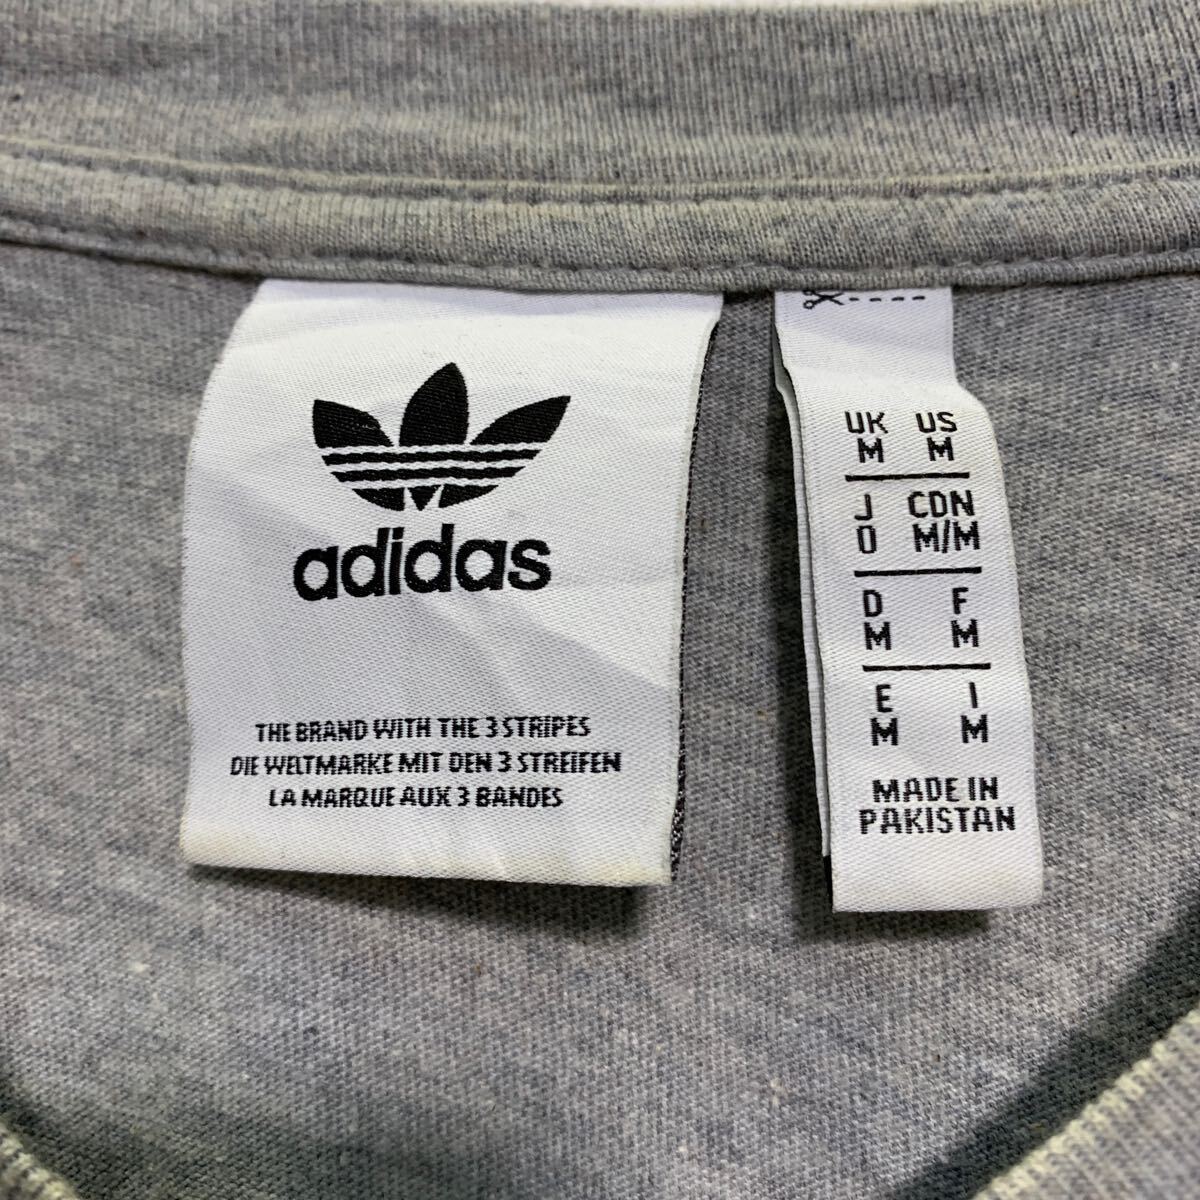 adidas
THE BRAND WITH THE 3 STRIPES
DIE WELTMARKE MIT DEN 3 STREIFEN
LA MARQUE AUX 3 BANDES
UK US
M M
J CDN
O M/M
D F
M M
E I
M M
MADE IN
PAKISTAN